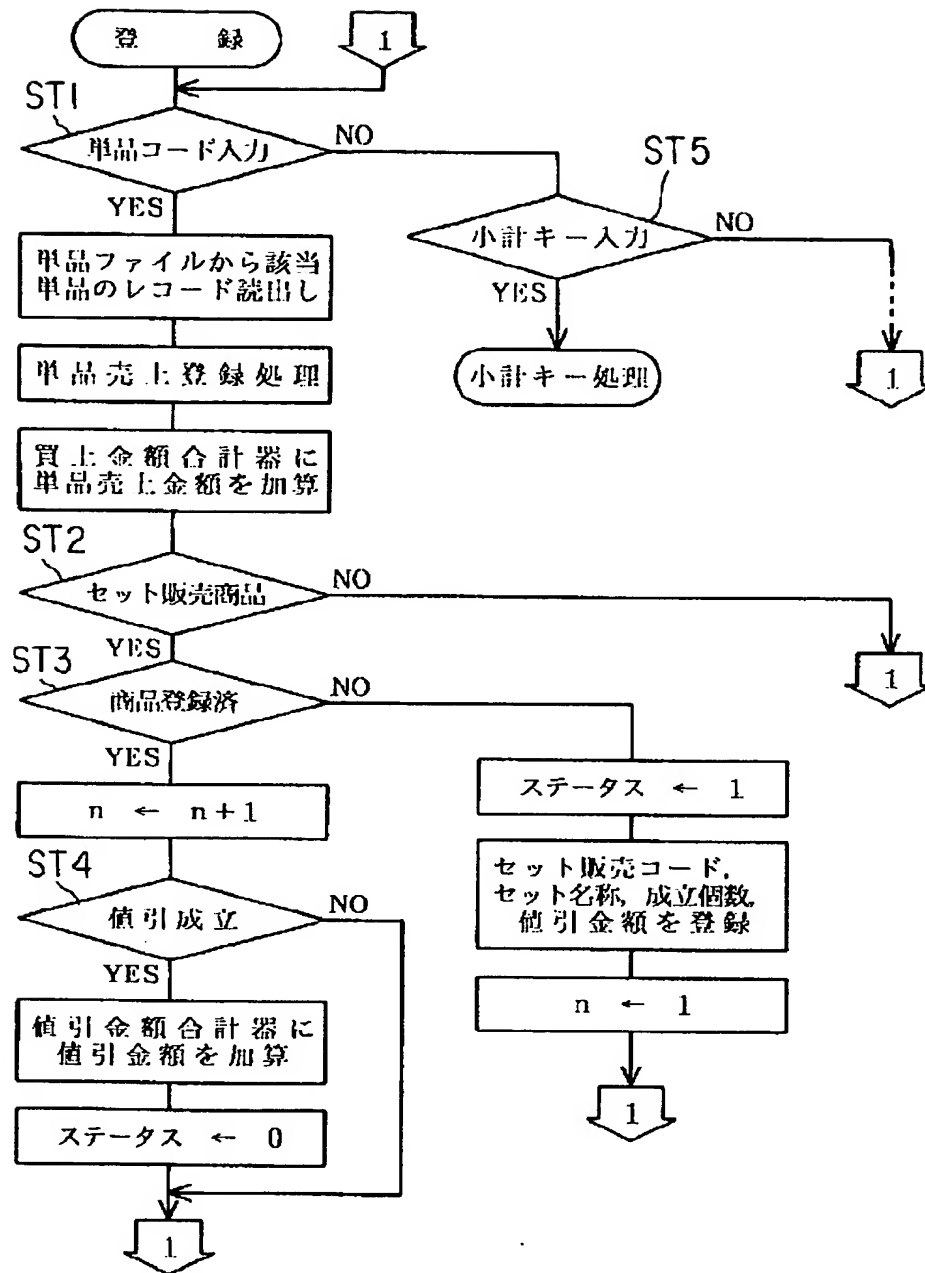 登 録
1
ST1
単品コード入力
NO
YES
ST5
小計キー入力
NO
YES
単品ファイルから該当
単品のレコード読出し
小計キー処理
1
単品売上登録処理
買上金額合計器に
単品売上金額を加算
ST2
セット販売商品
NO
YES
1
ST3
商品登録済
NO
YES
n ← n+1
ステータス ← 1
セット販売コード,
セット名称, 成立個数,
値引金額を登録
n ← 1
1
ST4
値引成立
NO
YES
値引金額合計器に
値引金額を加算
ステータス ← 0
1